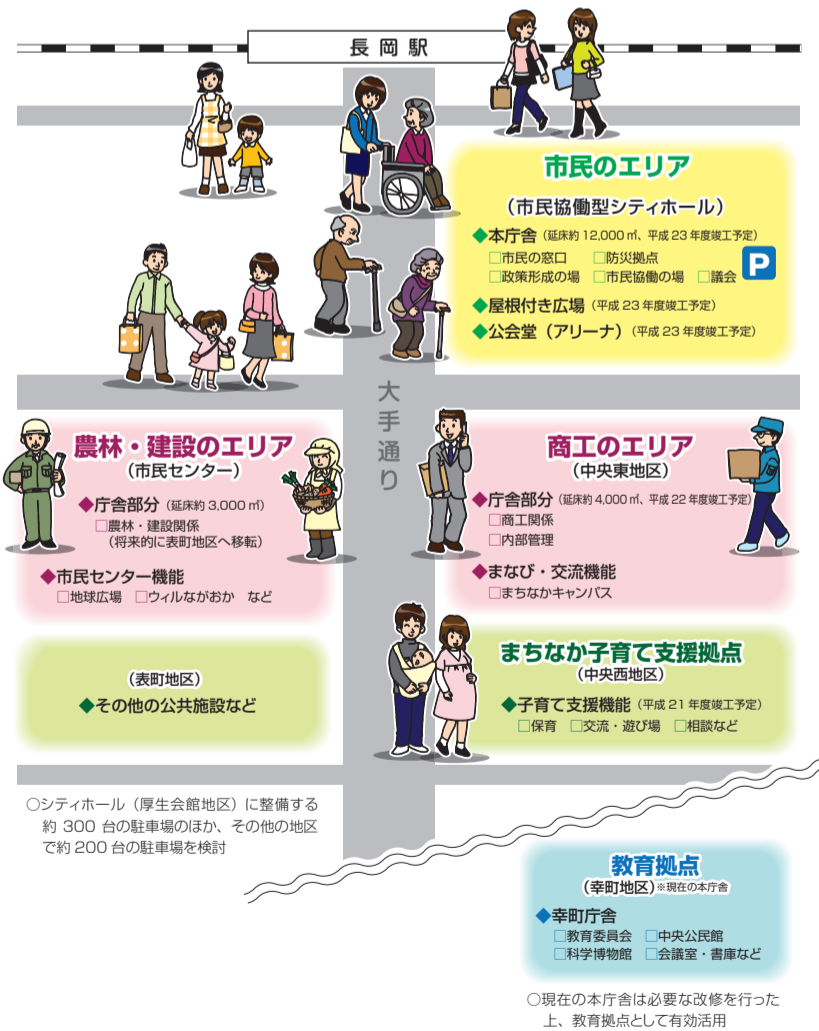 長岡駅
市民のエリア
(市民協働型シティホール)
◆本庁舎(延床約12,000㎡、平成23年度竣工予定)
□市民の窓口 □防災拠点
□政策形成の場 □市民協働の場 □議会
P
◆屋根付き広場(平成23年度竣工予定)
◆公会堂(アリーナ)(平成23年度竣工予定)
大手通り
農林・建設のエリア
(市民センター)
◆庁舎部分(延床約3,000㎡)
□農林・建設関係
(将来的に表町地区へ移転)
◆市民センター機能
□地球広場 □ウィルながおか など
商工のエリア
(中央東地区)
◆庁舎部分(延床約4,000㎡、平成22年度竣工予定)
□商工関係
□内部管理
◆まなび・交流機能
□まちなかキャンパス
(表町地区)
◆その他の公共施設など
まちなか子育て支援拠点
(中央西地区)
◆子育て支援機能(平成21年度竣工予定)
□保育 □交流・遊び場 □相談など
○シティホール(厚生会館地区)に整備する
約300台の駐車場のほか、その他の地区
で約200台の駐車場を検討
教育拠点
(幸町地区)※現在の本庁舎
◆幸町庁舎
□教育委員会 □中央公民館
□科学博物館 □会議室・書庫など
○現在の本庁舎は必要な改修を行った
上、教育拠点として有効活用